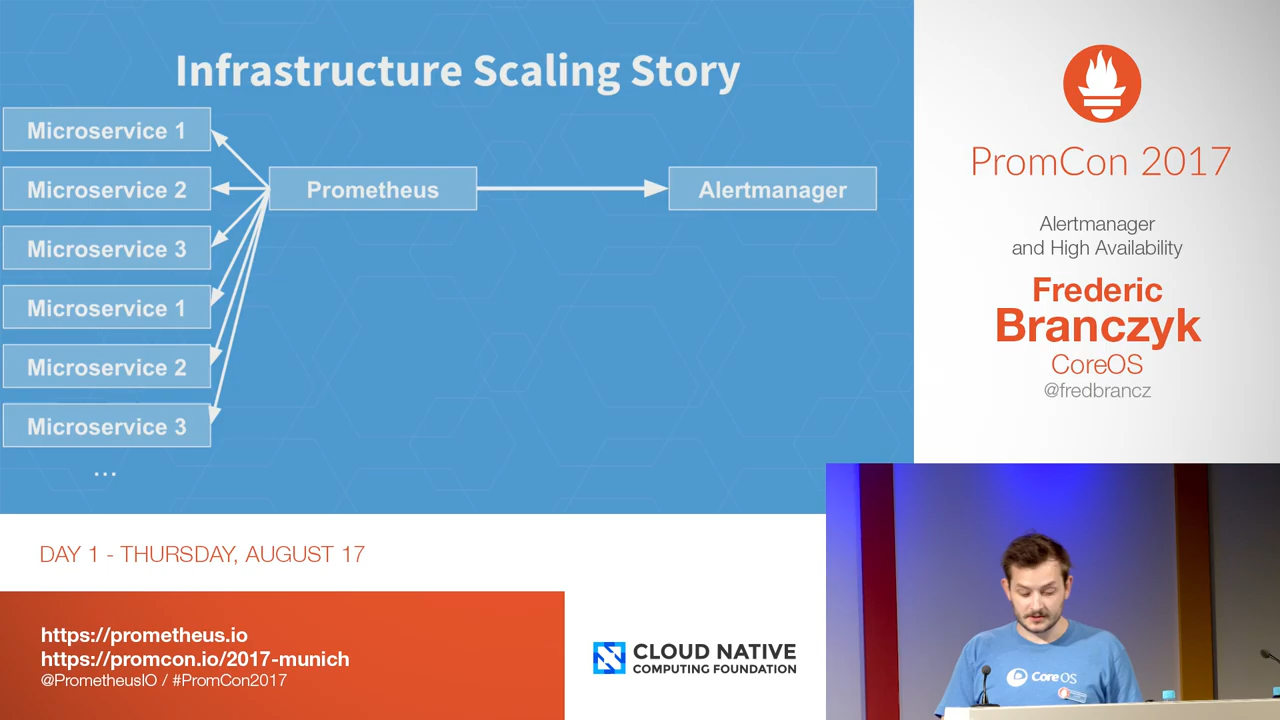 Infrastructure Scaling Story
Microservice 1
Microservice 2
Microservice 3
Microservice 1
Microservice 2
Microservice 3
...
Prometheus
Alertmanager
PromCon 2017
Alertmanager
and High Availability
Frederic
Branczyk
CoreOS
@fredbrancz
DAY 1 - THURSDAY, AUGUST 17
https://prometheus.io
https://promcon.io/2017-munich
@PrometheusIO / #PromCon2017
CLOUD NATIVE
COMPUTING FOUNDATION
CoreOS